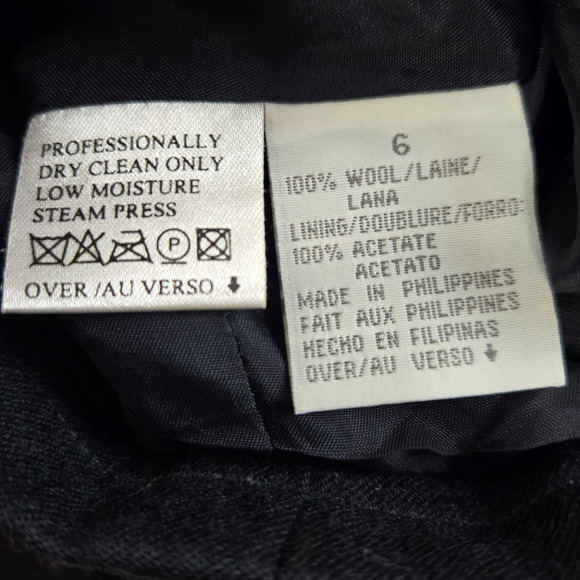 PROFESSIONALLY
DRY CLEAN ONLY
LOW MOISTURE
STEAM PRESS
P
OVER /AU VERSO
6
100% WOOL/LAINE/
LANA
LINING/DOUBLURE/FORRO:
100% ACETATE
ACETATO
MADE IN PHILIPPINES
FAIT AUX PHILIPPINES
HECHO EN FILIPINAS
OVER/AU VERSO